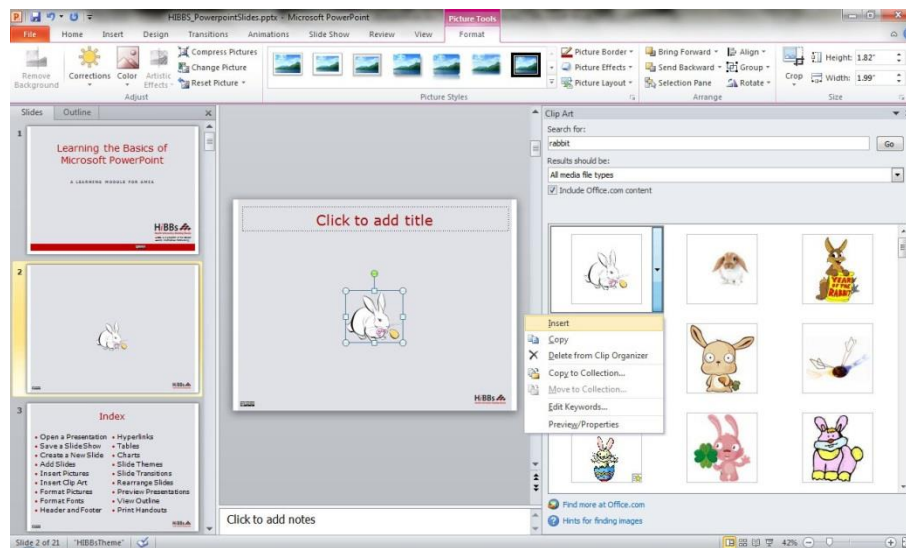 HIBBS_PowerpointSlides.pptx - Microsoft PowerPoint
Picture Tools
File Home Insert Design Transitions Animations Slide Show Review View Format
Remove Background
Corrections
Color
Artistic Effects
Compress Pictures
Change Picture
Reset Picture
Adjust
Picture Styles
Picture Border
Picture Effects
Picture Layout
Bring Forward
Send Backward
Selection Pane
Align
Group
Rotate
Arrange
Crop
Height: 1.82"
Width: 1.99"
Size
Slides Outline
1
Learning the Basics of
Microsoft PowerPoint
A LEARNING MODULE FOR AMIA
HiBBs
2
HiBBs
3
Index
• Open a Presentation
• Save a SlideShow
• Create a New Slide
• Add Slides
• Insert Pictures
• Insert Clip Art
• Format Pictures
• Format Fonts
• Header and Footer
• Hyperlinks
• Tables
• Charts
• Slide Themes
• Slide Transitions
• Rearrange Slides
• Preview Presentations
• View Outline
• Print Handouts
HiBBs
Click to add title
HiBBs
Click to add notes
Clip Art
Search for:
rabbit
Go
Results should be:
All media file types
Include Office.com content
YEAR
OF THE
RABBIT
Insert
Copy
Delete from Clip Organizer
Copy to Collection...
Move to Collection...
Edit Keywords...
Preview/Properties
Find more at Office.com
Hints for finding images
Slide 2 of 21
"HIBBsTheme"
42%